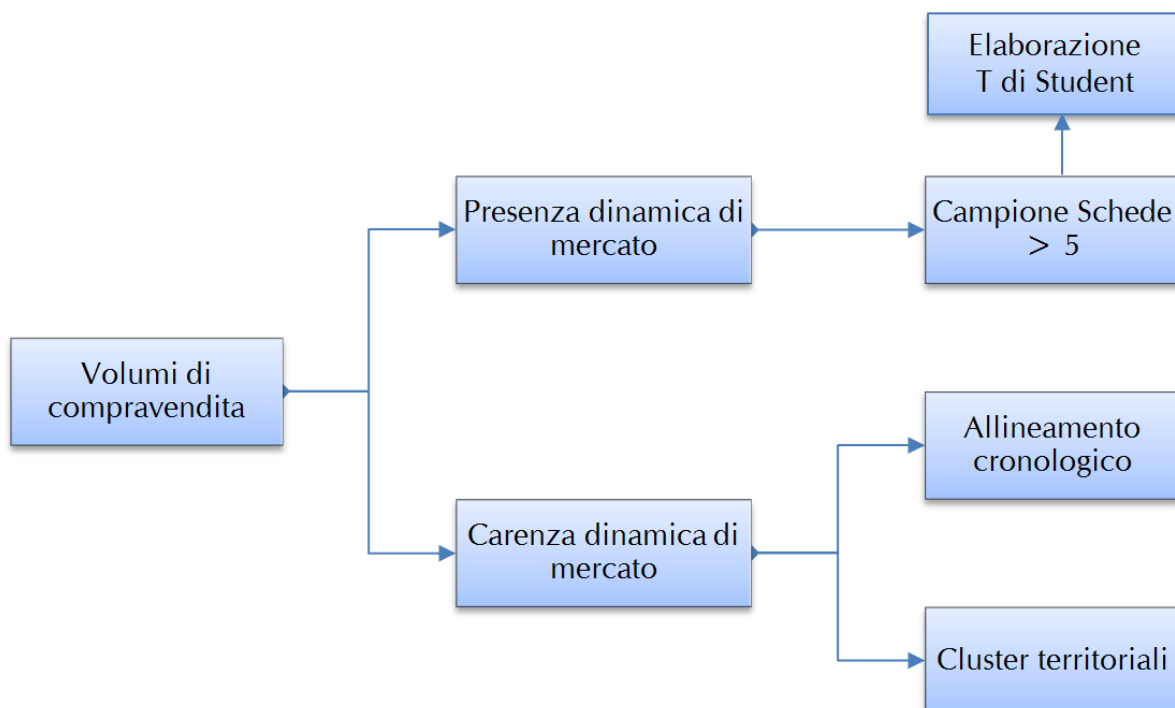 Elaborazione
T di Student
Presenza dinamica di
mercato
Campione Schede
> 5
Volumi di
compravendita
Allineamento
cronologico
Carenza dinamica di
mercato
Cluster territoriali